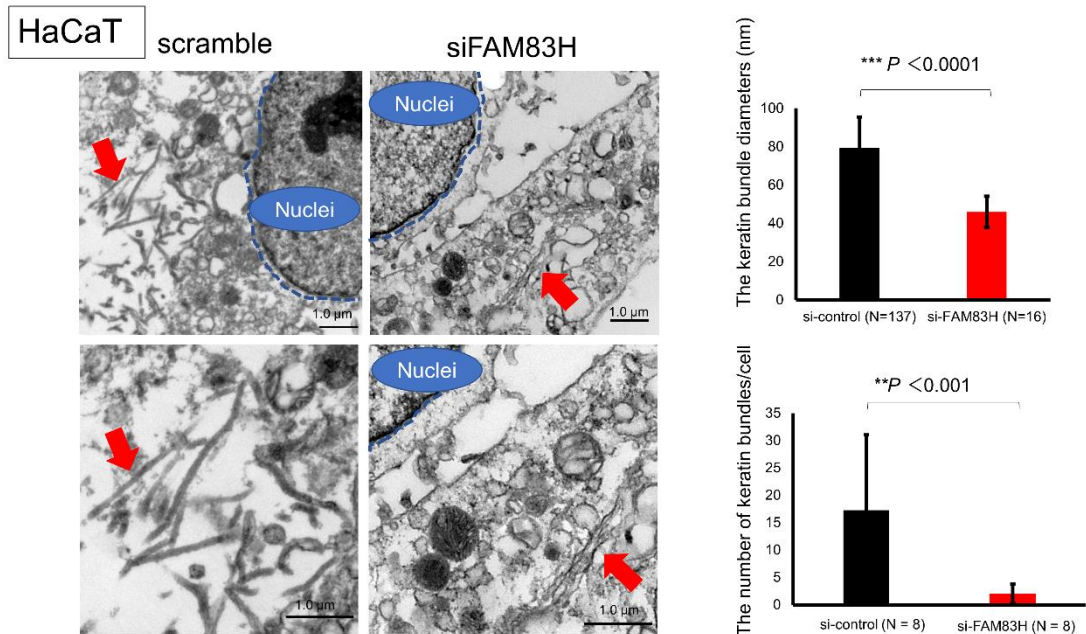 HaCaT
scramble
siFAM83H
Nuclei
1.0 µm
Nuclei
1.0 µm
1.0 µm
Nuclei
1.0 µm
The keratin bundle diameters (nm)
*** P <0.0001
100
80
60
40
20
0
si-control (N=137) si-FAM83H (N=16)
The number of keratin bundles/cell
**P <0.001
35
30
25
20
15
10
5
0
si-control (N = 8) si-FAM83H (N = 8)